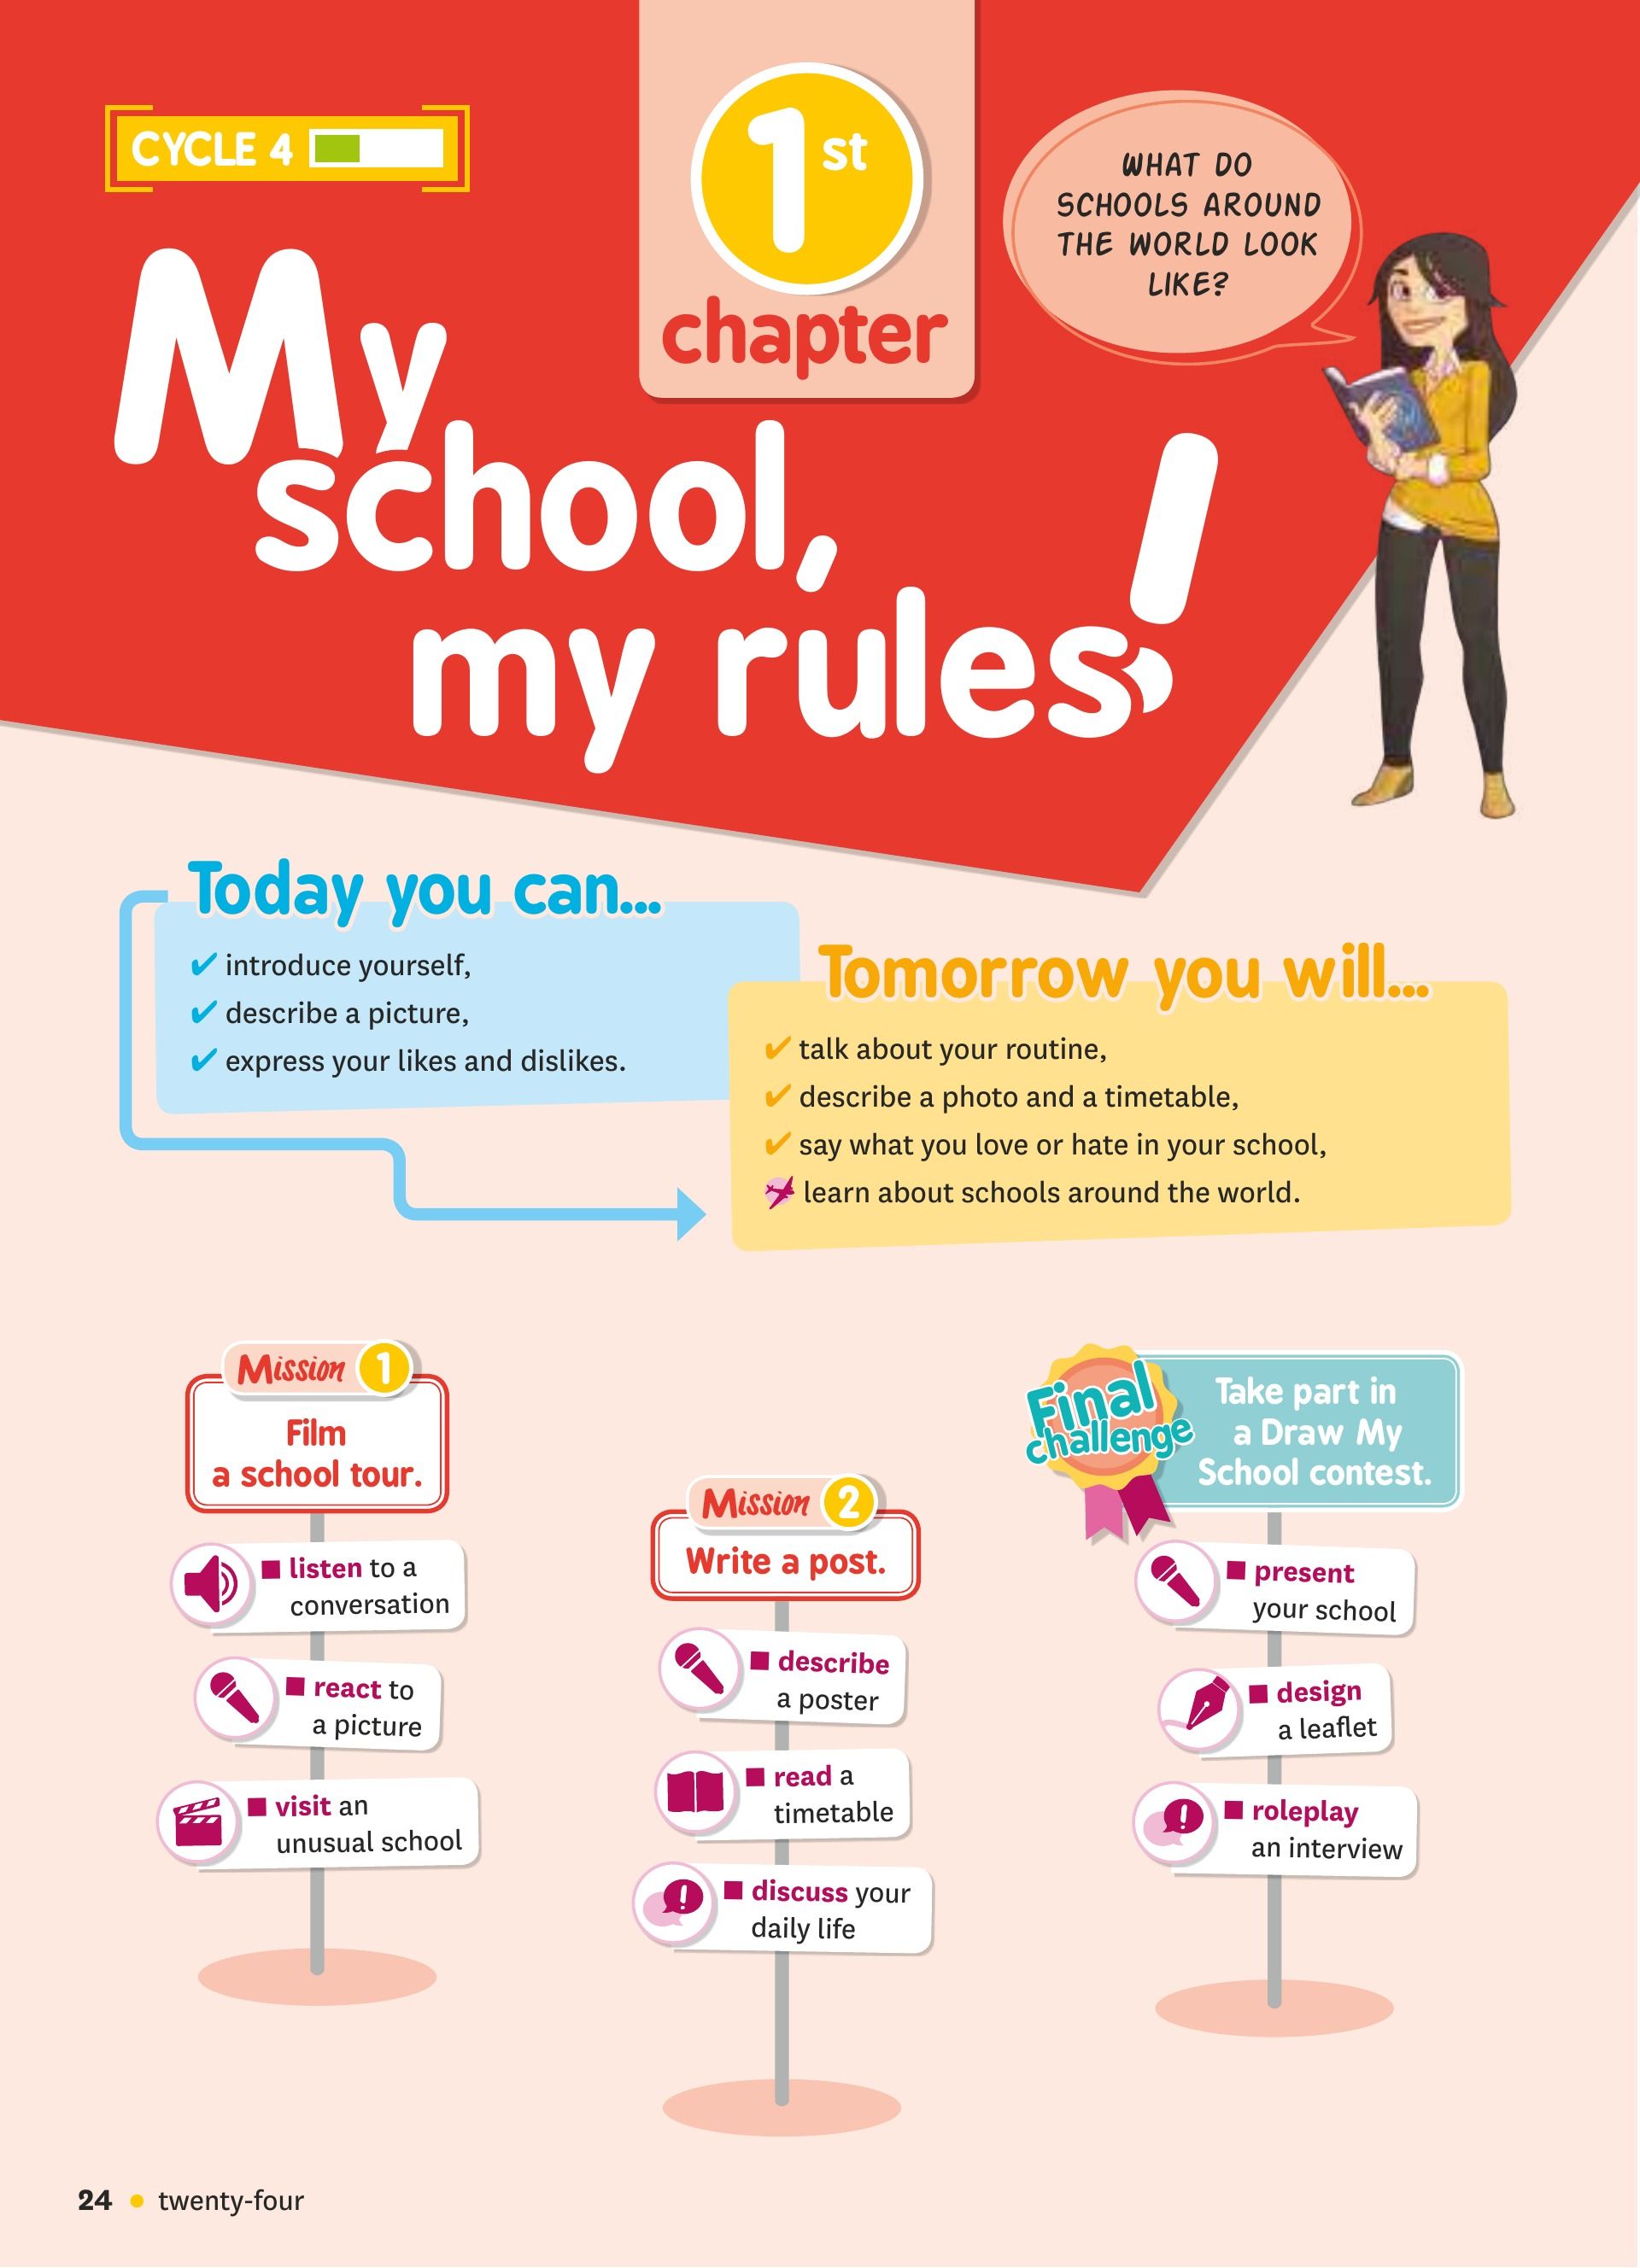 CYCLE 4
1st
chapter
WHAT DO
SCHOOLS AROUND
THE WORLD LOOK
LIKE?
My
school,
my rules!
Today you can...
✔ introduce yourself,
✔ describe a picture,
✔ express your likes and dislikes.
Tomorrow you will...
✔ talk about your routine,
✔ describe a photo and a timetable,
✔ say what you love or hate in your school,
learn about schools around the world.
Mission 1
Film
a school tour.
■ listen to a
conversation
■ react to
a picture
■ visit an
unusual school
Mission 2
Write a post.
■ describe
a poster
■ read a
timetable
■ discuss your
daily life
Final
challenge
Take part in
a Draw My
School contest.
■ present
your school
■ design
a leaflet
■ roleplay
an interview
24 • twenty-four